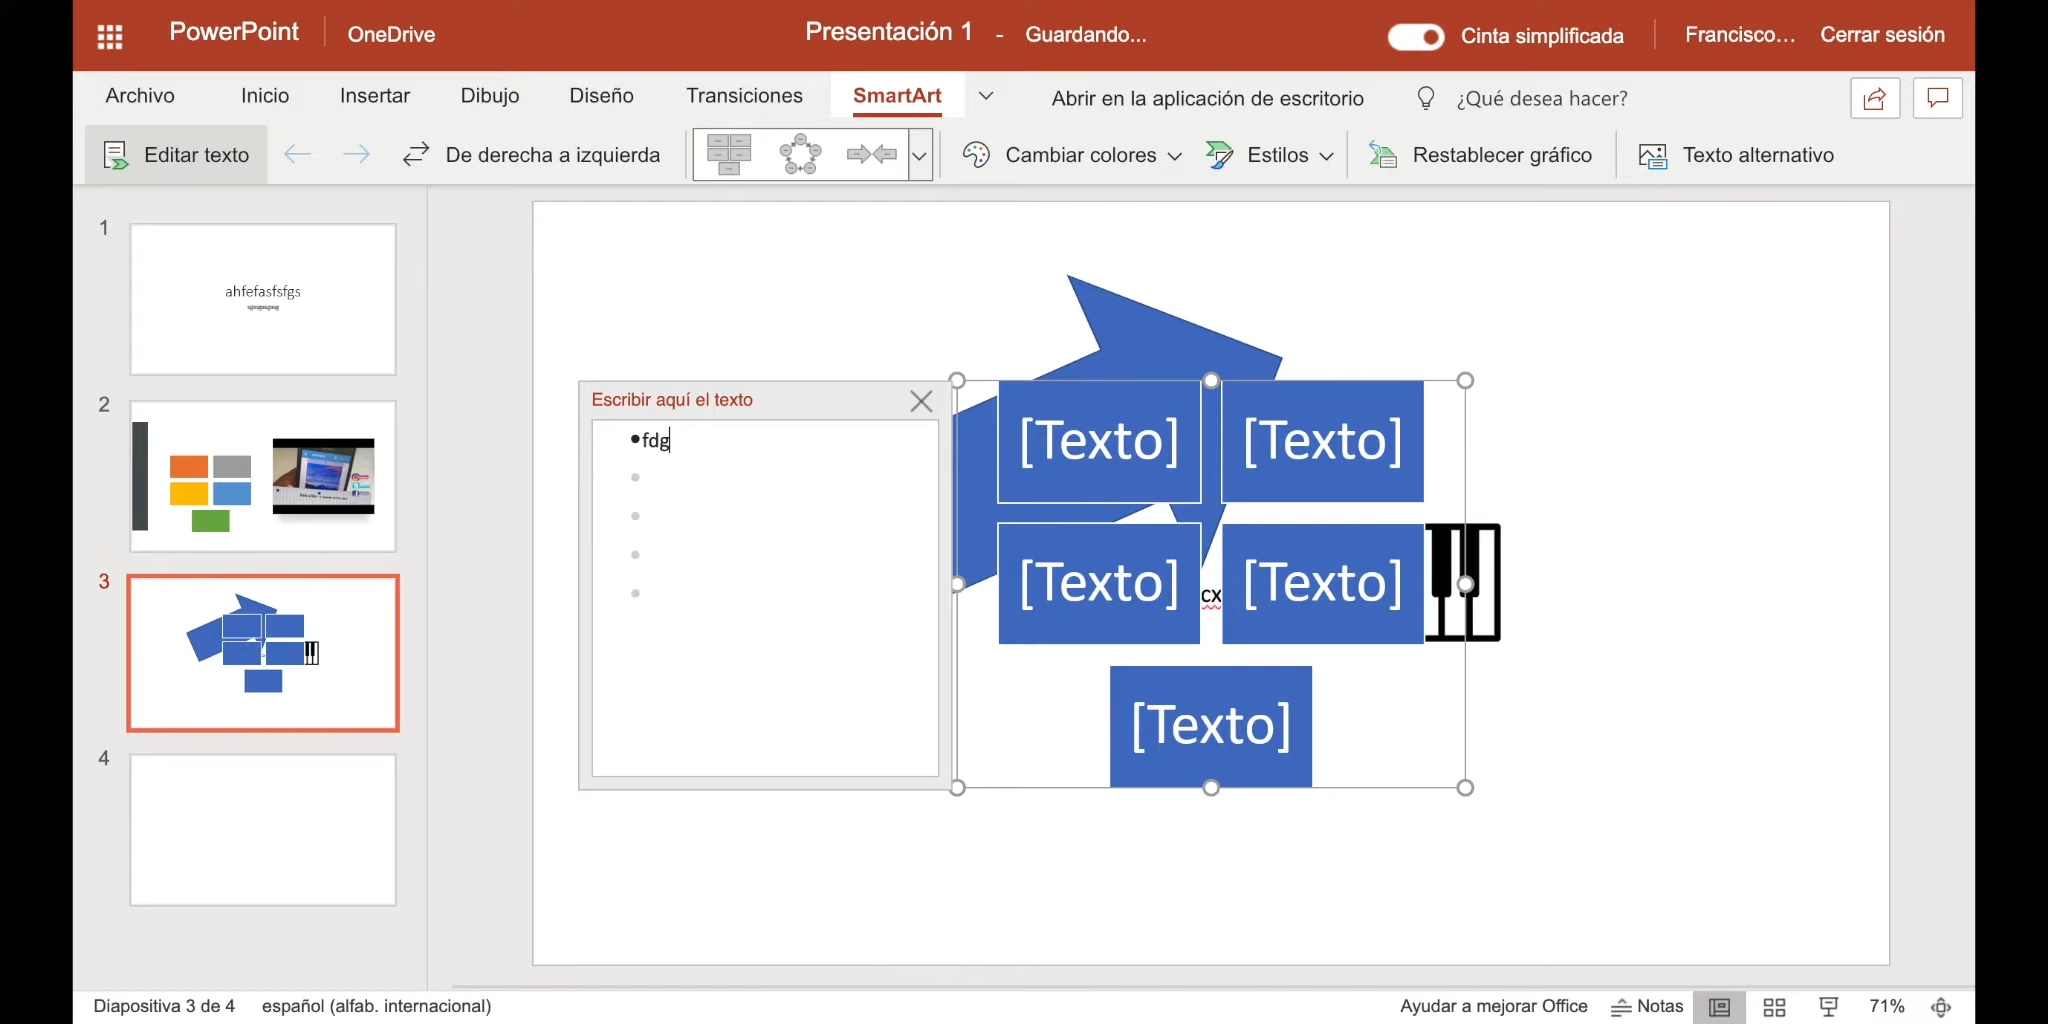 PowerPoint
OneDrive
Presentación 1 - Guardando...
Cinta simplificada
Francisco...
Cerrar sesión
Archivo
Inicio
Insertar
Dibujo
Diseño
Transiciones
SmartArt
Abrir en la aplicación de escritorio
¿Qué desea hacer?
Editar texto
De derecha a izquierda
Cambiar colores
Estilos
Restablecer gráfico
Texto alternativo
1
ahfefasfsfgs
2
3
4
Escribir aquí el texto
•fdg
[Texto]
[Texto]
[Texto]
cx
[Texto]
[Texto]
Diapositiva 3 de 4
español (alfab. internacional)
Ayudar a mejorar Office
Notas
71%